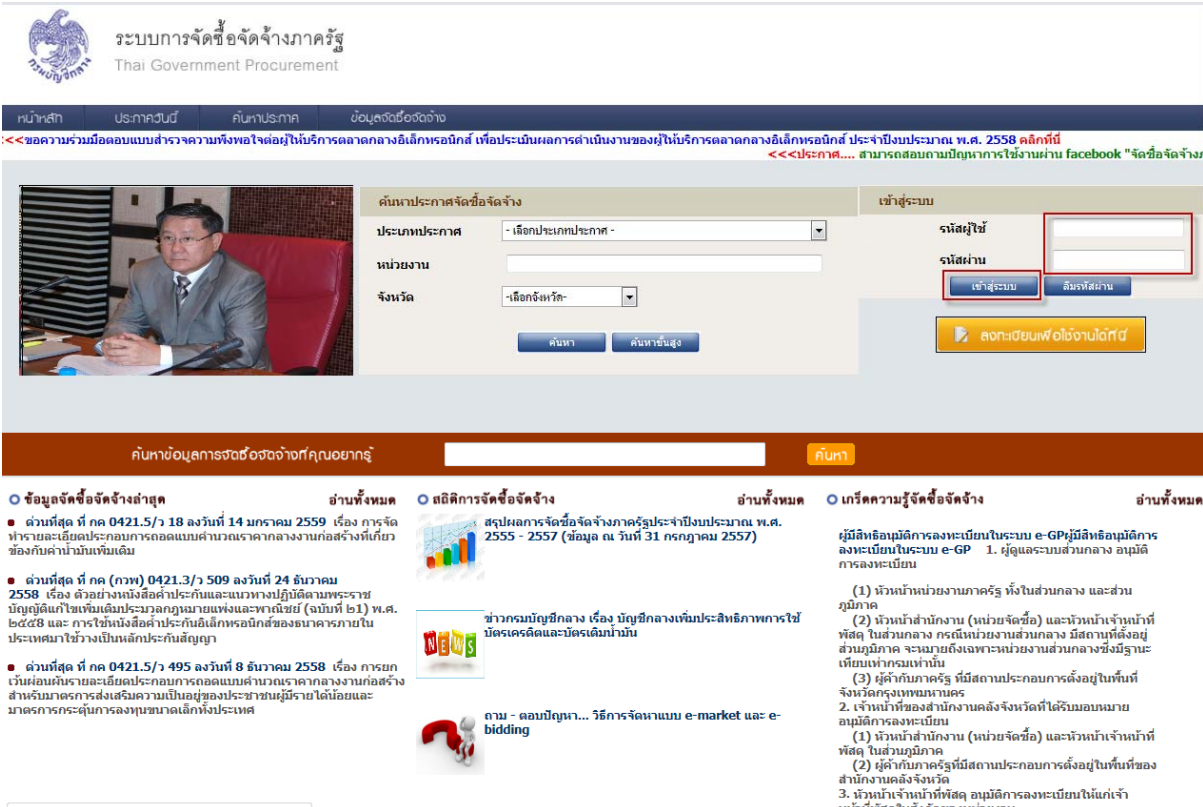 กรมบัญชีกลาง
ระบบการจัดซื้อจัดจ้างภาครัฐ
Thai Government Procurement
หน้าหลัก ประกาศวันนี้ ค้นหาประกาศ ข้อมูลจัดซื้อจัดจ้าง
<<ขอความร่วมมือตอบแบบสำรวจความพึงพอใจต่อผู้ให้บริการตลาดกลางอิเล็กทรอนิกส์ เพื่อประเมินผลการดำเนินงานของผู้ให้บริการตลาดกลางอิเล็กทรอนิกส์ ประจำปีงบประมาณ พ.ศ. 2558 คลิกที่นี่
<<<ประกาศ.... สามารถสอบถามปัญหาการใช้งานผ่าน facebook "จัดซื้อจัดจ้างภ
ค้นหาประกาศจัดซื้อจัดจ้าง
ประเภทประกาศ - เลือกประเภทประกาศ -
หน่วยงาน
จังหวัด -เลือกจังหวัด-
ค้นหา ค้นหาขั้นสูง
เข้าสู่ระบบ
รหัสผู้ใช้
รหัสผ่าน
เข้าสู่ระบบ ลืมรหัสผ่าน
ลงทะเบียนเพื่อใช้งานได้ที่นี่
ค้นหาข้อมูลการจัดซื้อจัดจ้างที่คุณอยากรู้ ค้นหา
ข้อมูลจัดซื้อจัดจ้างล่าสุด อ่านทั้งหมด
ด่วนที่สุด ที่ กค 0421.5/ว 18 ลงวันที่ 14 มกราคม 2559 เรื่อง การจัด
ทำรายละเอียดประกอบการถอดแบบคำนวณราคากลางงานก่อสร้างที่เกี่ยว
ข้องกับค่าน้ำมันเพิ่มเติม
ด่วนที่สุด ที่ กค (กวพ) 0421.3/ว 509 ลงวันที่ 24 ธันวาคม
2558 เรื่อง ตัวอย่างหนังสือค้ำประกันและแนวทางปฏิบัติตามพระราช
บัญญัติแก้ไขเพิ่มเติมประมวลกฎหมายแพ่งและพาณิชย์ (ฉบับที่ ๒๑) พ.ศ.
๒๕๕๘ และ การใช้หนังสือค้ำประกันอิเล็กทรอนิกส์ของธนาคารภายใน
ประเทศมาใช้วางเป็นหลักประกันสัญญา
ด่วนที่สุด ที่ กค 0421.5/ว 495 ลงวันที่ 8 ธันวาคม 2558 เรื่อง การยก
เว้นผ่อนผันรายละเอียดประกอบการถอดแบบคำนวณราคากลางงานก่อสร้าง
สำหรับมาตรการส่งเสริมความเป็นอยู่ของประชาชนผู้มีรายได้น้อยและ
มาตรการกระตุ้นการลงทุนขนาดเล็กทั่วประเทศ
สถิติการจัดซื้อจัดจ้าง อ่านทั้งหมด
สรุปผลการจัดซื้อจัดจ้างภาครัฐประจำปีงบประมาณ พ.ศ.
2555 - 2557 (ข้อมูล ณ วันที่ 31 กรกฎาคม 2557)
NEWS
ข่าวกรมบัญชีกลาง เรื่อง บัญชีกลางเพิ่มประสิทธิภาพการใช้
บัตรเครดิตและบัตรเติมน้ำมัน
ถาม - ตอบปัญหา... วิธีการจัดหาแบบ e-market และ e-
bidding
เกร็ดความรู้จัดซื้อจัดจ้าง อ่านทั้งหมด
ผู้มีสิทธิอนุมัติการลงทะเบียนในระบบ e-GPผู้มีสิทธิอนุมัติการ
ลงทะเบียนในระบบ e-GP 1. ผู้ดูแลระบบส่วนกลาง อนุมัติ
การลงทะเบียน
(1) หัวหน้าหน่วยงานภาครัฐ ทั้งในส่วนกลาง และส่วน
ภูมิภาค
(2) หัวหน้าสำนักงาน (หน่วยจัดซื้อ) และหัวหน้าเจ้าหน้าที่
พัสดุ ในส่วนกลาง กรณีหน่วยงานส่วนกลาง มีสถานที่ตั้งอยู่
ส่วนภูมิภาค จะหมายถึงเฉพาะหน่วยงานส่วนกลางซึ่งมีฐานะ
เทียบเท่ากรมเท่านั้น
(3) ผู้ค้ากับภาครัฐ ที่มีสถานประกอบการตั้งอยู่ในพื้นที่
จังหวัดกรุงเทพมหานคร
2. เจ้าหน้าที่ของสำนักงานคลังจังหวัดที่ได้รับมอบหมาย
อนุมัติการลงทะเบียน
(1) หัวหน้าสำนักงาน (หน่วยจัดซื้อ) และหัวหน้าเจ้าหน้าที่
พัสดุ ในส่วนภูมิภาค
(2) ผู้ค้ากับภาครัฐที่มีสถานประกอบการตั้งอยู่ในพื้นที่ของ
สำนักงานคลังจังหวัด
3. หัวหน้าเจ้าหน้าที่พัสดุ อนุมัติการลงทะเบียนให้แก่เจ้า